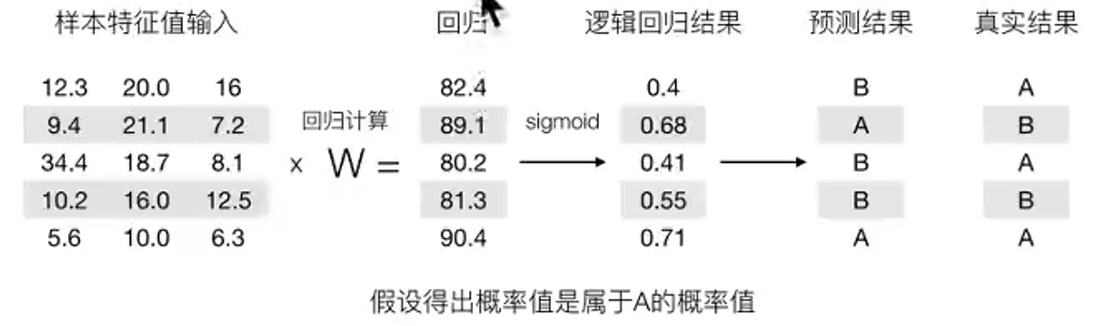 样本特征值输入 回归 逻辑回归结果 预测结果 真实结果
12.3 20.0 16 82.4 0.4 B A
9.4 21.1 7.2 回归计算 89.1 sigmoid 0.68 A B
34.4 18.7 8.1 x W = 80.2 0.41 B A
10.2 16.0 12.5 81.3 0.55 B B
5.6 10.0 6.3 90.4 0.71 A A
假设得出概率值是属于A的概率值